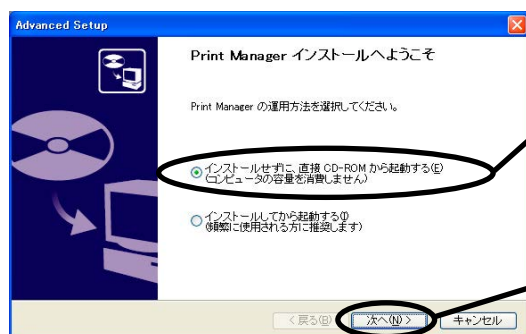 Advanced Setup
Print Manager インストールへようこそ
Print Manager の運用方法を選択してください。
インストールせずに、直接 CD-ROM から起動する(E)
(コンピュータの容量を消費しません)
インストールしてから起動する(I)
(頻繁に使用される方に推奨します)
< 戻る(B)
次へ(N) >
キャンセル